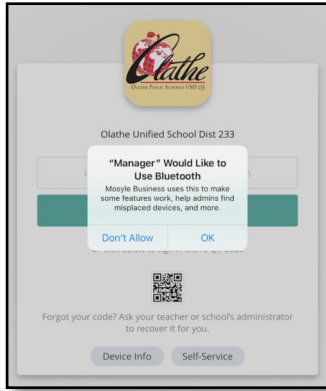 Olathe
OLATHE PUBLIC SCHOOLS USD 233
Olathe Unified School Dist 233
"Manager" Would Like to
Use Bluetooth
Mosyle Business uses this to make
some features work, help admins find
misplaced devices, and more.
Don't Allow
OK
Forgot your code? Ask your teacher or school's administrator
to recover it for you.
Device Info
Self-Service